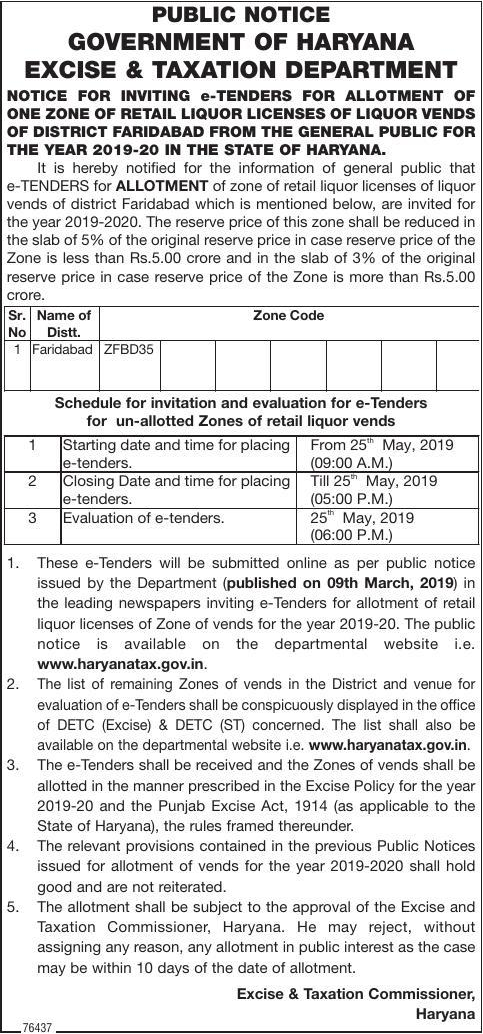 PUBLIC NOTICE
GOVERNMENT OF HARYANA
EXCISE & TAXATION DEPARTMENT
NOTICE FOR INVITING e-TENDERS FOR ALLOTMENT OF
ONE ZONE OF RETAIL LIQUOR LICENSES OF LIQUOR VENDS
OF DISTRICT FARIDABAD FROM THE GENERAL PUBLIC FOR
THE YEAR 2019-20 IN THE STATE OF HARYANA.
It is hereby notified for the information of general public that
e-TENDERS for ALLOTMENT of zone of retail liquor licenses of liquor
vends of district Faridabad which is mentioned below, are invited for
the year 2019-2020. The reserve price of this zone shall be reduced in
the slab of 5% of the original reserve price in case reserve price of the
Zone is less than Rs.5.00 crore and in the slab of 3% of the original
reserve price in case reserve price of the Zone is more than Rs.5.00
crore.
Sr. Name of Zone Code
No Distt.
1 Faridabad ZFBD35
Schedule for invitation and evaluation for e-Tenders
for un-allotted Zones of retail liquor vends
1 Starting date and time for placing From 25th May, 2019
e-tenders. (09:00 A.M.)
2 Closing Date and time for placing Till 25th May, 2019
e-tenders. (05:00 P.M.)
3 Evaluation of e-tenders. 25th May, 2019
(06:00 P.M.)
1. These e-Tenders will be submitted online as per public notice
issued by the Department (published on 09th March, 2019) in
the leading newspapers inviting e-Tenders for allotment of retail
liquor licenses of Zone of vends for the year 2019-20. The public
notice is available on the departmental website i.e.
www.haryanatax.gov.in.
2. The list of remaining Zones of vends in the District and venue for
evaluation of e-Tenders shall be conspicuously displayed in the office
of DETC (Excise) & DETC (ST) concerned. The list shall also be
available on the departmental website i.e. www.haryanatax.gov.in.
3. The e-Tenders shall be received and the Zones of vends shall be
allotted in the manner prescribed in the Excise Policy for the year
2019-20 and the Punjab Excise Act, 1914 (as applicable to the
State of Haryana), the rules framed thereunder.
4. The relevant provisions contained in the previous Public Notices
issued for allotment of vends for the year 2019-2020 shall hold
good and are not reiterated.
5. The allotment shall be subject to the approval of the Excise and
Taxation Commissioner, Haryana. He may reject, without
assigning any reason, any allotment in public interest as the case
may be within 10 days of the date of allotment.
Excise & Taxation Commissioner,
Haryana
76437